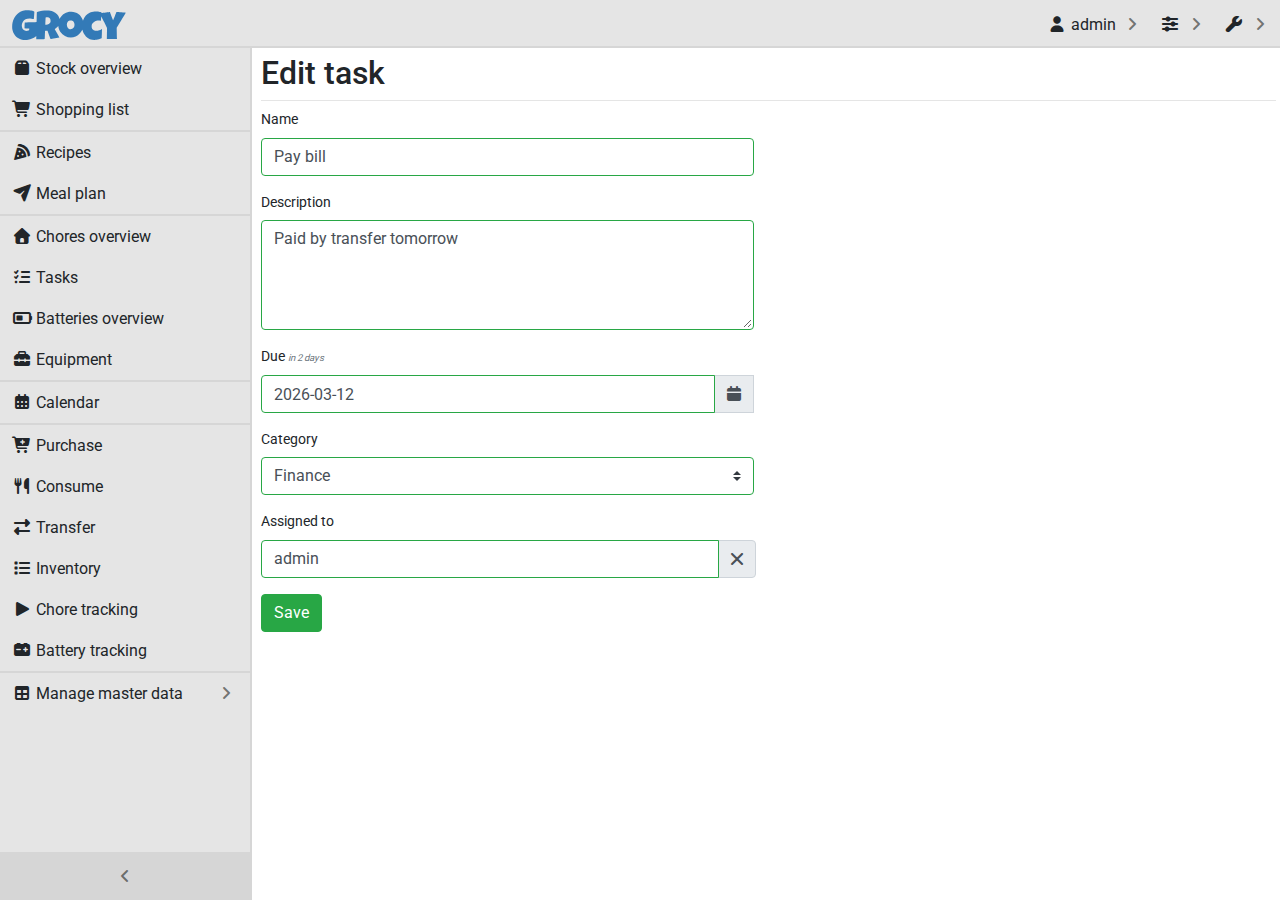 GROCY
admin
Stock overview
Shopping list
Recipes
Meal plan
Chores overview
Tasks
Batteries overview
Equipment
Calendar
Purchase
Consume
Transfer
Inventory
Chore tracking
Battery tracking
Manage master data
Edit task
Name
Pay bill
Description
Paid by transfer tomorrow
Due in 2 days
2026-03-12
Category
Finance
Assigned to
admin
Save